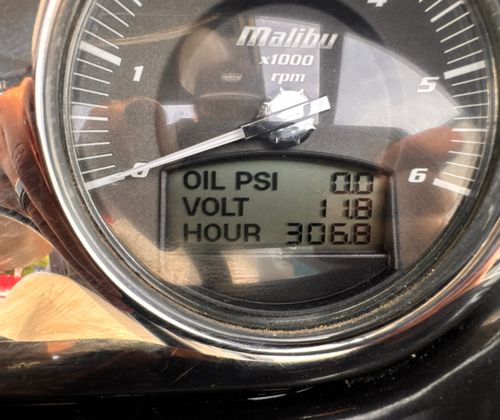 4
Malibu
x1000
rpm
1
5
0
6
OIL PSI 0.0
VOLT 11.8
HOUR 306.8